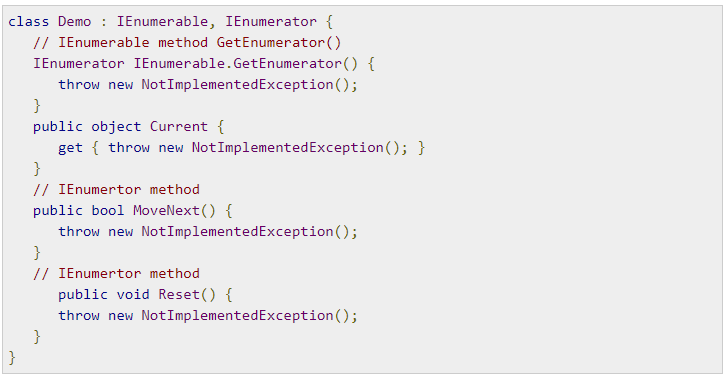 class Demo : IEnumerable, IEnumerator {
   // IEnumerable method GetEnumerator()
   IEnumerator IEnumerable.GetEnumerator() {
      throw new NotImplementedException();
   }
   public object Current {
      get { throw new NotImplementedException(); }
   }
   // IEnumertor method
   public bool MoveNext() {
      throw new NotImplementedException();
   }
   // IEnumertor method
      public void Reset() {
      throw new NotImplementedException();
   }
}